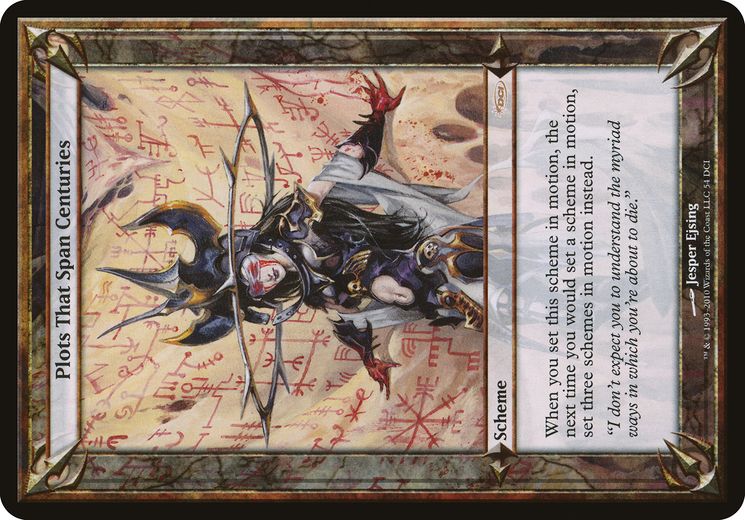 Plots That Span Centuries
DCI
Scheme
When you set this scheme in motion, the
next time you would set a scheme in motion,
set three schemes in motion instead.
“I don’t expect you to understand the myriad
ways in which you’re about to die.”
Jesper Ejsing
™ & © 1993–2010 Wizards of the Coast LLC 54 DCI